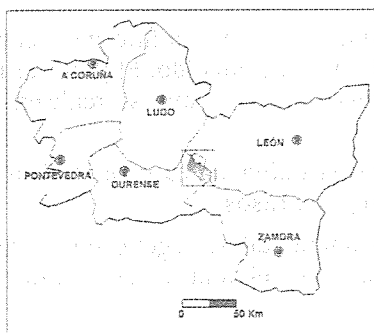 A CORUÑA
LUGO
LEÓN
PONTEVEDRA
OURENSE
ZAMORA
0 50 Km